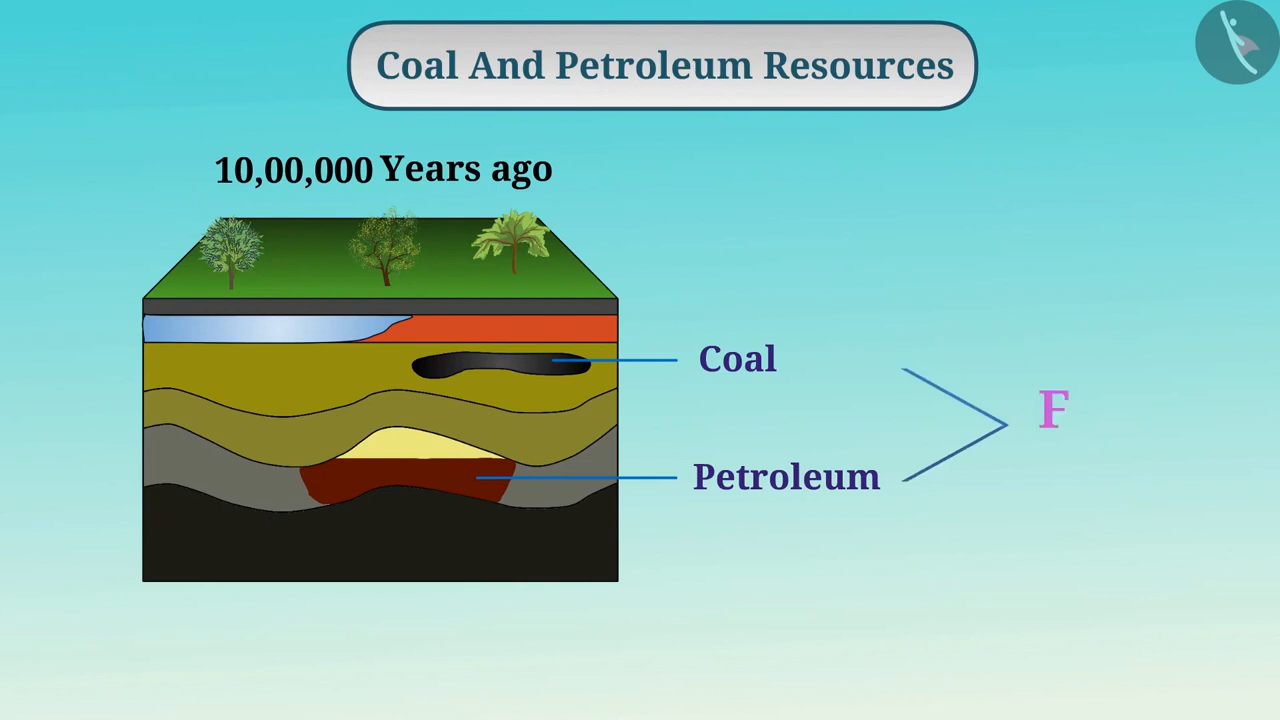 Coal And Petroleum Resources
10,00,000 Years ago
Coal
F
Petroleum